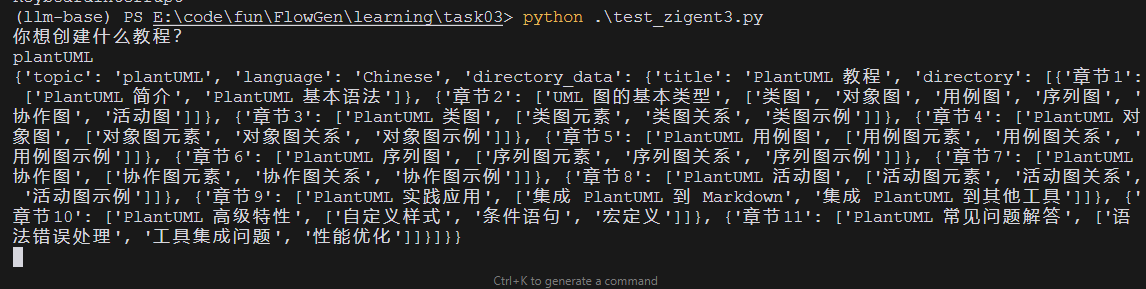 (llm-base) PS E:\code\fun\FlowGen\learning\task03> python .\test_zigent3.py
你想创建什么教程?
plantUML
{'topic': 'plantUML', 'language': 'Chinese', 'directory_data': {'title': 'PlantUML 教程', 'directory': [{'章节1':
['PlantUML 简介', 'PlantUML 基本语法']}, {'章节2': ['UML 图的基本类型', ['类图', '对象图', '用例图', '序列图', '
协作图', '活动图']]}, {'章节3': ['PlantUML 类图', ['类图元素', '类图关系', '类图示例']]}, {'章节4': ['PlantUML 对
象图', ['对象图元素', '对象图关系', '对象图示例']]}, {'章节5': ['PlantUML 用例图', ['用例图元素', '用例图关系', '
用例图示例']]}, {'章节6': ['PlantUML 序列图', ['序列图元素', '序列图关系', '序列图示例']]}, {'章节7': ['PlantUML
协作图', ['协作图元素', '协作图关系', '协作图示例']]}, {'章节8': ['PlantUML 活动图', ['活动图元素', '活动图关系',
'活动图示例']]}, {'章节9': ['PlantUML 实践应用', ['集成 PlantUML 到 Markdown', '集成 PlantUML 到其他工具']]}, {'
章节10': ['PlantUML 高级特性', ['自定义样式', '条件语句', '宏定义']]}, {'章节11': ['PlantUML 常见问题解答', ['语
法错误处理', '工具集成问题', '性能优化']]}]}}
Ctrl+K to generate a command